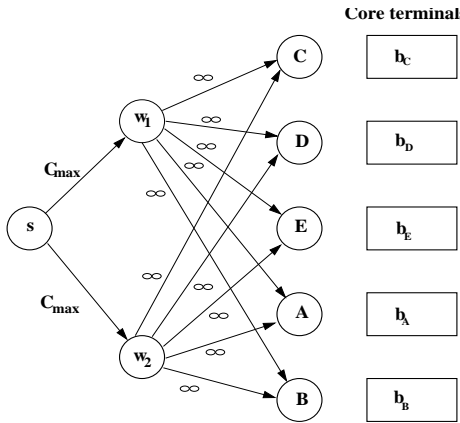 Core terminal
C
b_C
∞
w_1
∞
D
b_D
∞
∞
C_max
∞
s
E
b_E
∞
∞
C_max
∞
A
b_A
w_2
∞
∞
B
b_B